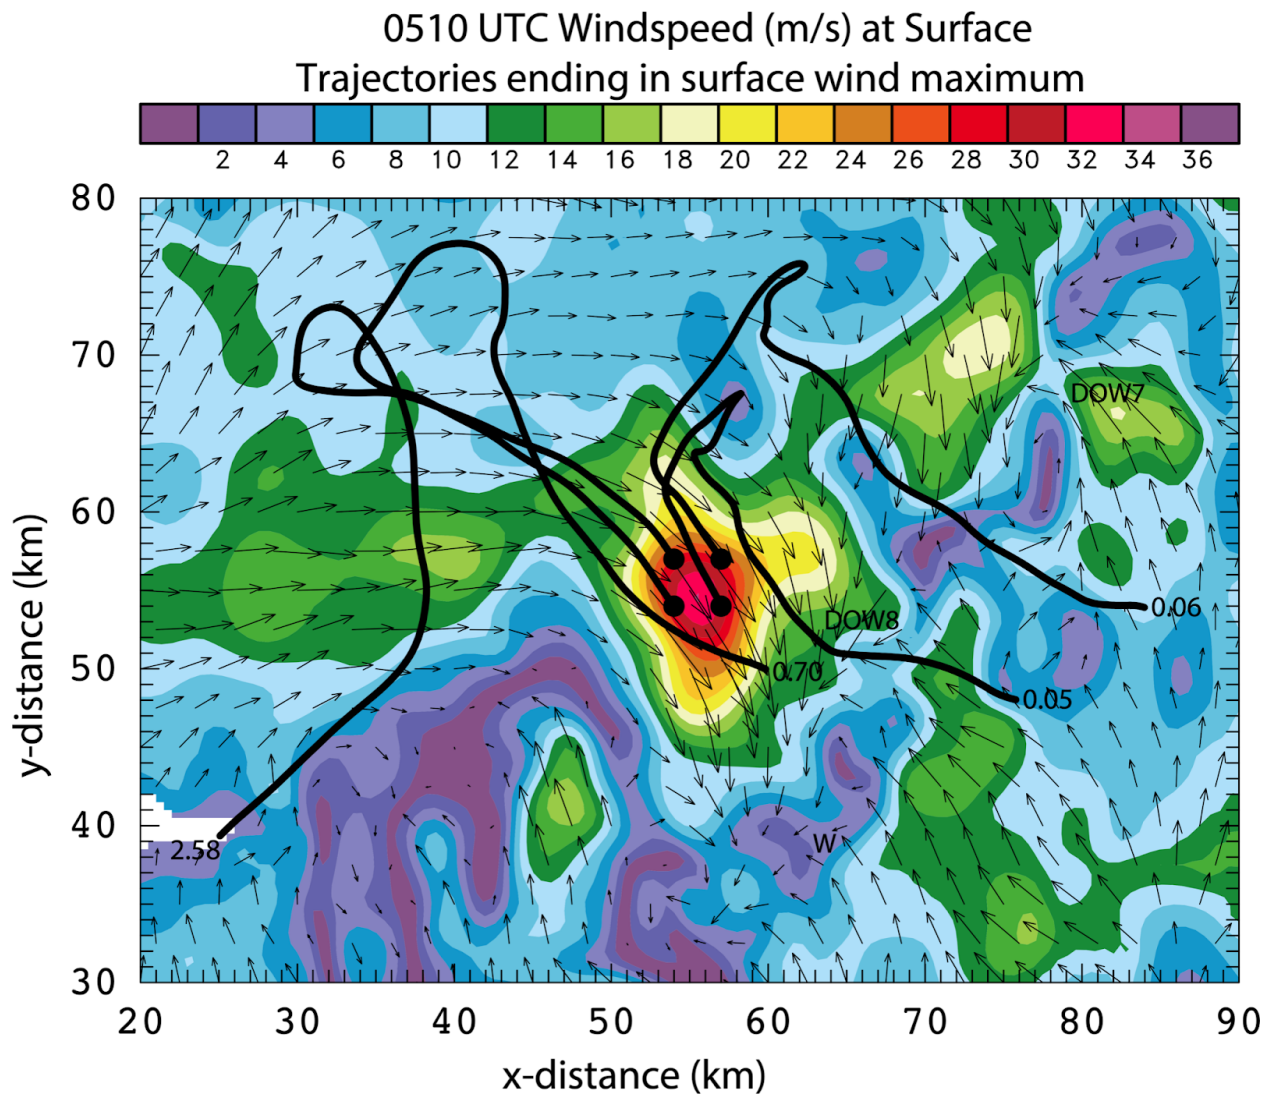 0510 UTC Windspeed (m/s) at Surface
Trajectories ending in surface wind maximum
2 4 6 8 10 12 14 16 18 20 22 24 26 28 30 32 34 36
80
70
60
50
40
30
y-distance (km)
DOW7
0.06
DOW8
0.70
0.05
W
2.58
20 30 40 50 60 70 80 90
x-distance (km)